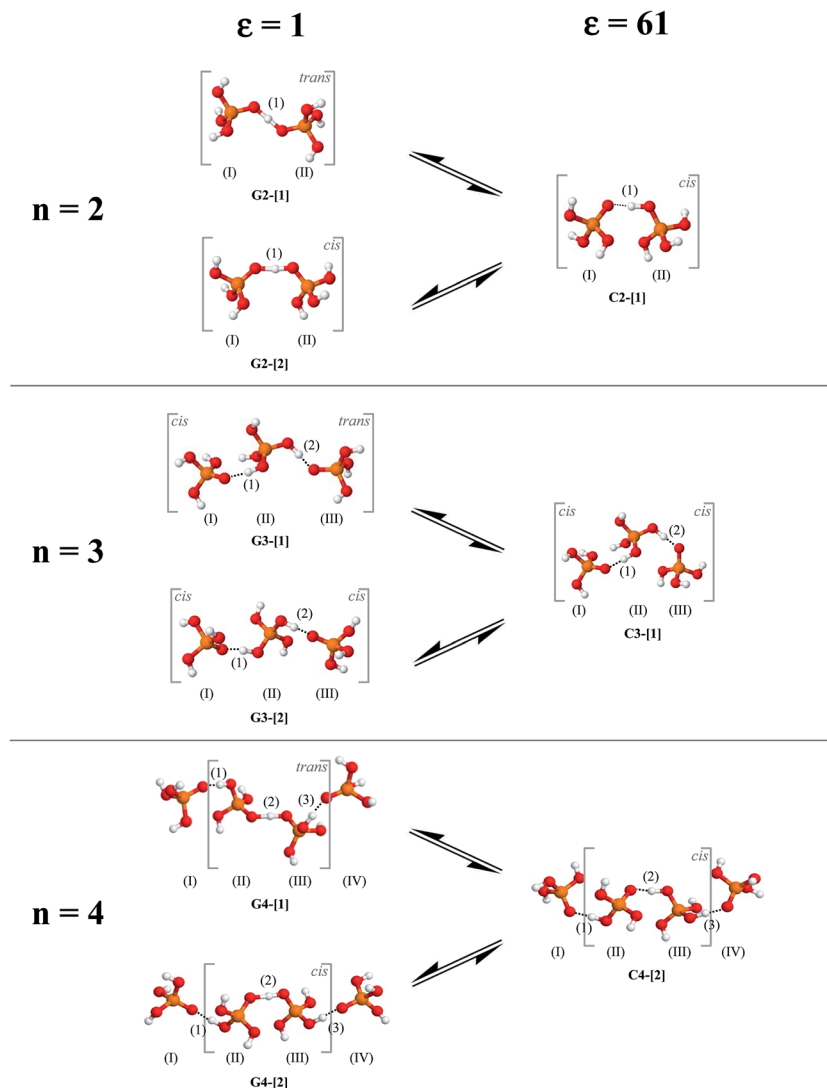 ε = 1
ε = 61
n = 2
trans
(1)
(I) (II)
G2-[1]
cis
(1)
(I) (II)
G2-[2]
(1)
cis
(I) (II)
C2-[1]
n = 3
cis trans
(2)
(1)
(I) (II) (III)
G3-[1]
cis cis
(2)
(1)
(I) (II) (III)
G3-[2]
cis cis
(2)
(1)
(I) (II) (III)
C3-[1]
n = 4
trans
(1)
(2)
(3)
(I) (II) (III) (IV)
G4-[1]
cis
(2)
(1) (3)
(I) (II) (III) (IV)
G4-[2]
cis
(2)
(1) (3)
(I) (II) (III) (IV)
C4-[2]